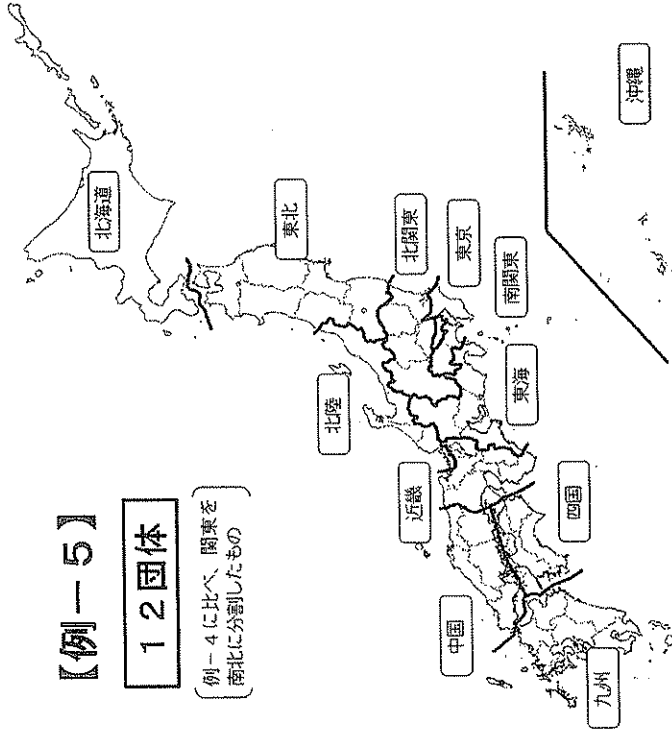 【例－5】
12団体
例－4に比べ、関東を
南北に分割したもの
北海道
東北
北関東
東京
南関東
東海
北陸
近畿
中国
四国
九州
沖縄